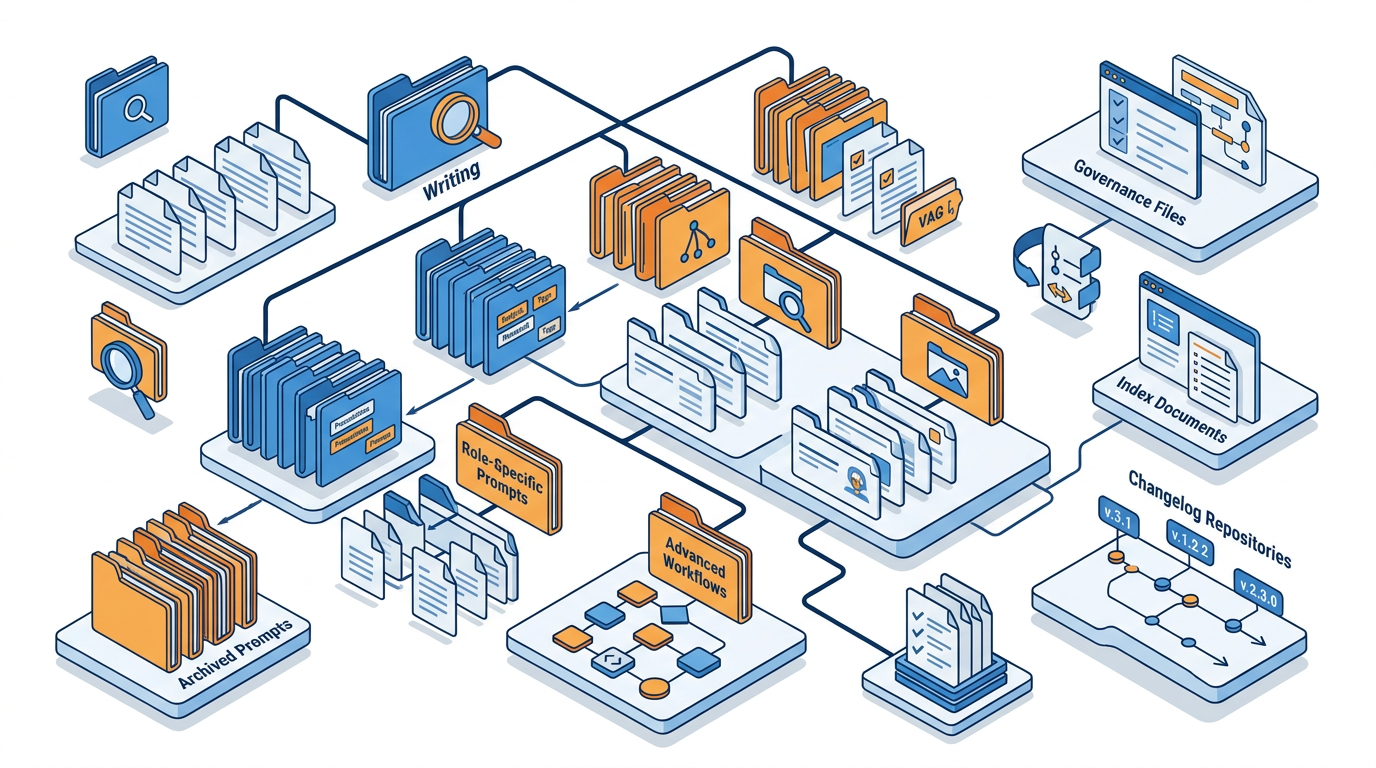 Writing
VAG
Governance Files
Index Documents
Role-Specific
Prompts
Advanced
Workflows
Archived Prompts
Changelog Repositories
v.3.1
v.1.2 2
v.2.3.0